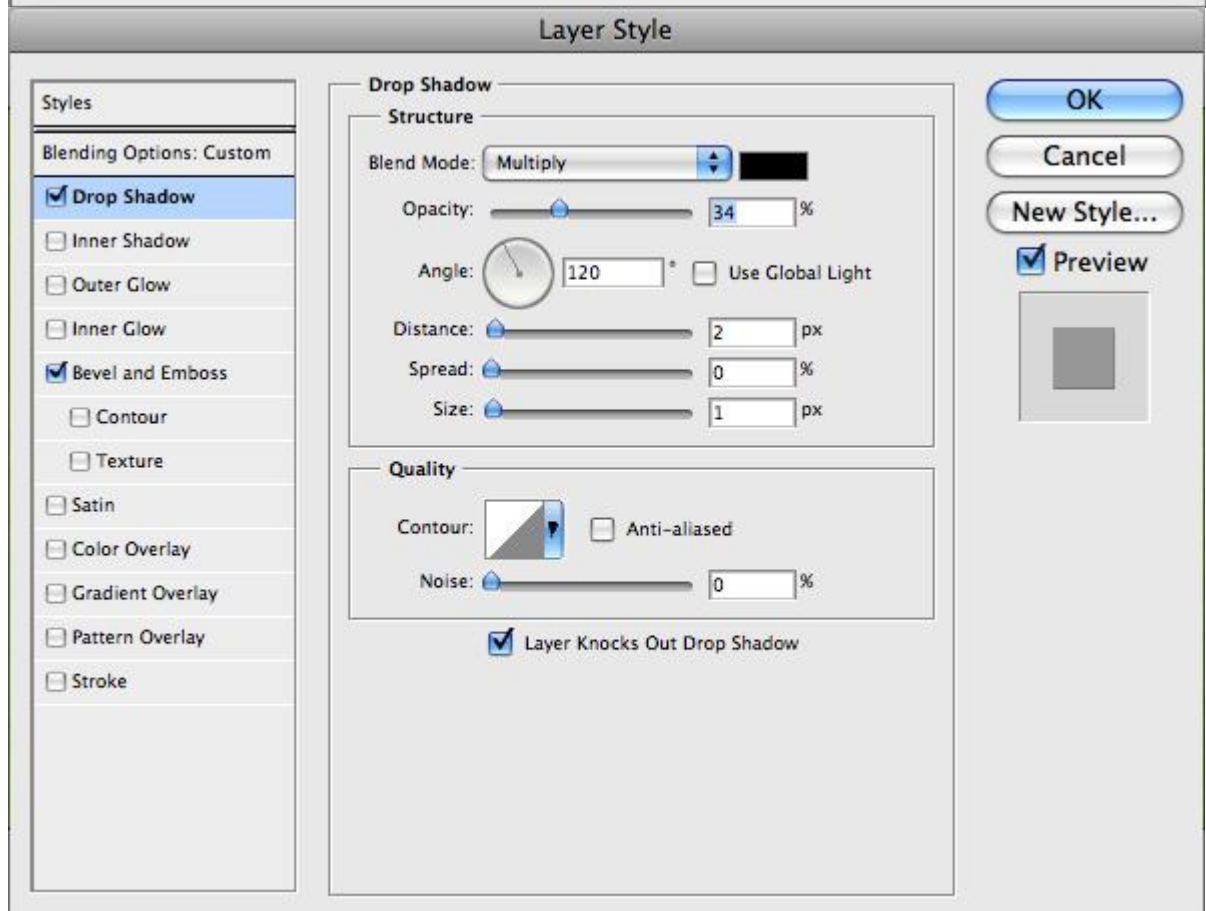 Layer Style
Styles
Blending Options: Custom
Drop Shadow
Inner Shadow
Outer Glow
Inner Glow
Bevel and Emboss
Contour
Texture
Satin
Color Overlay
Gradient Overlay
Pattern Overlay
Stroke
Drop Shadow
Structure
Blend Mode: Multiply
Opacity: 34 %
Angle: 120 ° Use Global Light
Distance: 2 px
Spread: 0 %
Size: 1 px
Quality
Contour: Anti-aliased
Noise: 0 %
Layer Knocks Out Drop Shadow
OK
Cancel
New Style...
Preview